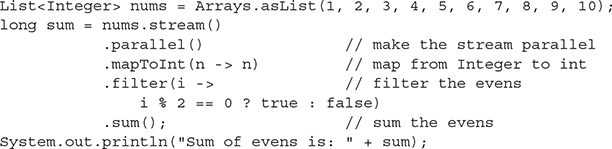 List<Integer> nums = Arrays.asList(1, 2, 3, 4, 5, 6, 7, 8, 9, 10);
long sum = nums.stream()
.parallel() // make the stream parallel
.mapToInt(n -> n) // map from Integer to int
.filter(i -> // filter the evens
i % 2 == 0 ? true : false)
.sum(); // sum the evens
System.out.println("Sum of evens is: " + sum);